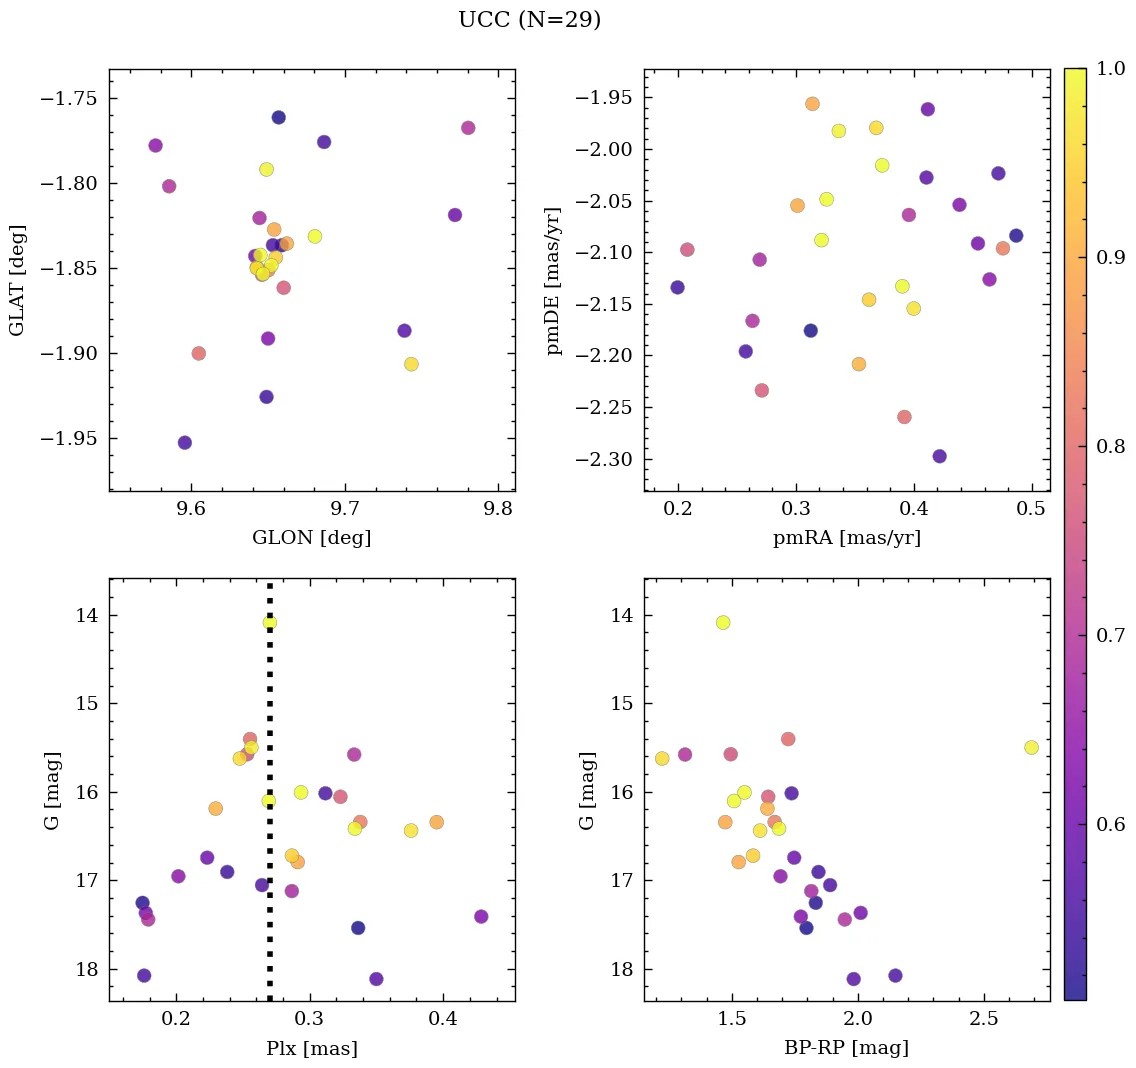 UCC (N=29)
−1.75
−1.80
−1.85
−1.90
−1.95
GLAT [deg]
9.6 9.7 9.8
GLON [deg]
−1.95
−2.00
−2.05
−2.10
−2.15
−2.20
−2.25
−2.30
pmDE [mas/yr]
0.2 0.3 0.4 0.5
pmRA [mas/yr]
14
15
16
17
18
G [mag]
0.2 0.3 0.4
Plx [mas]
14
15
16
17
18
G [mag]
1.5 2.0 2.5
BP-RP [mag]
1.0
0.9
0.8
0.7
0.6